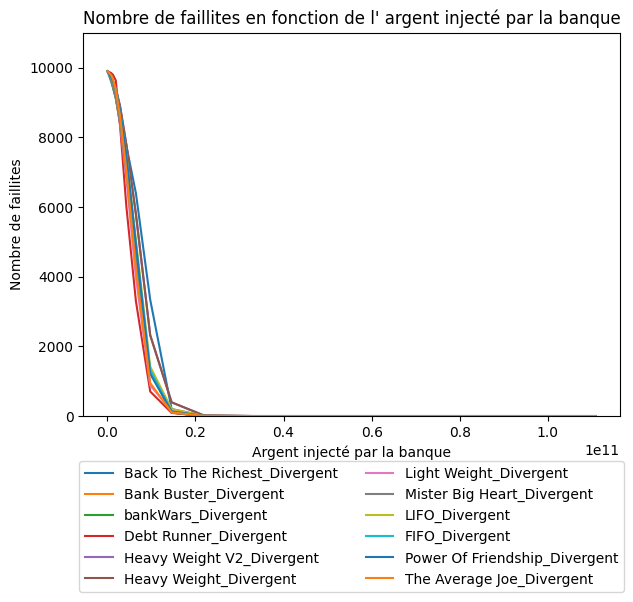 Nombre de faillites en fonction de l' argent injecté par la banque
10000
8000
6000
4000
2000
0
Nombre de faillites
0.0
0.2
0.4
0.6
0.8
1.0
1e11
Argent injecté par la banque
Back To The Richest_Divergent
Bank Buster_Divergent
bankWars_Divergent
Debt Runner_Divergent
Heavy Weight V2_Divergent
Heavy Weight_Divergent
Light Weight_Divergent
Mister Big Heart_Divergent
LIFO_Divergent
FIFO_Divergent
Power Of Friendship_Divergent
The Average Joe_Divergent